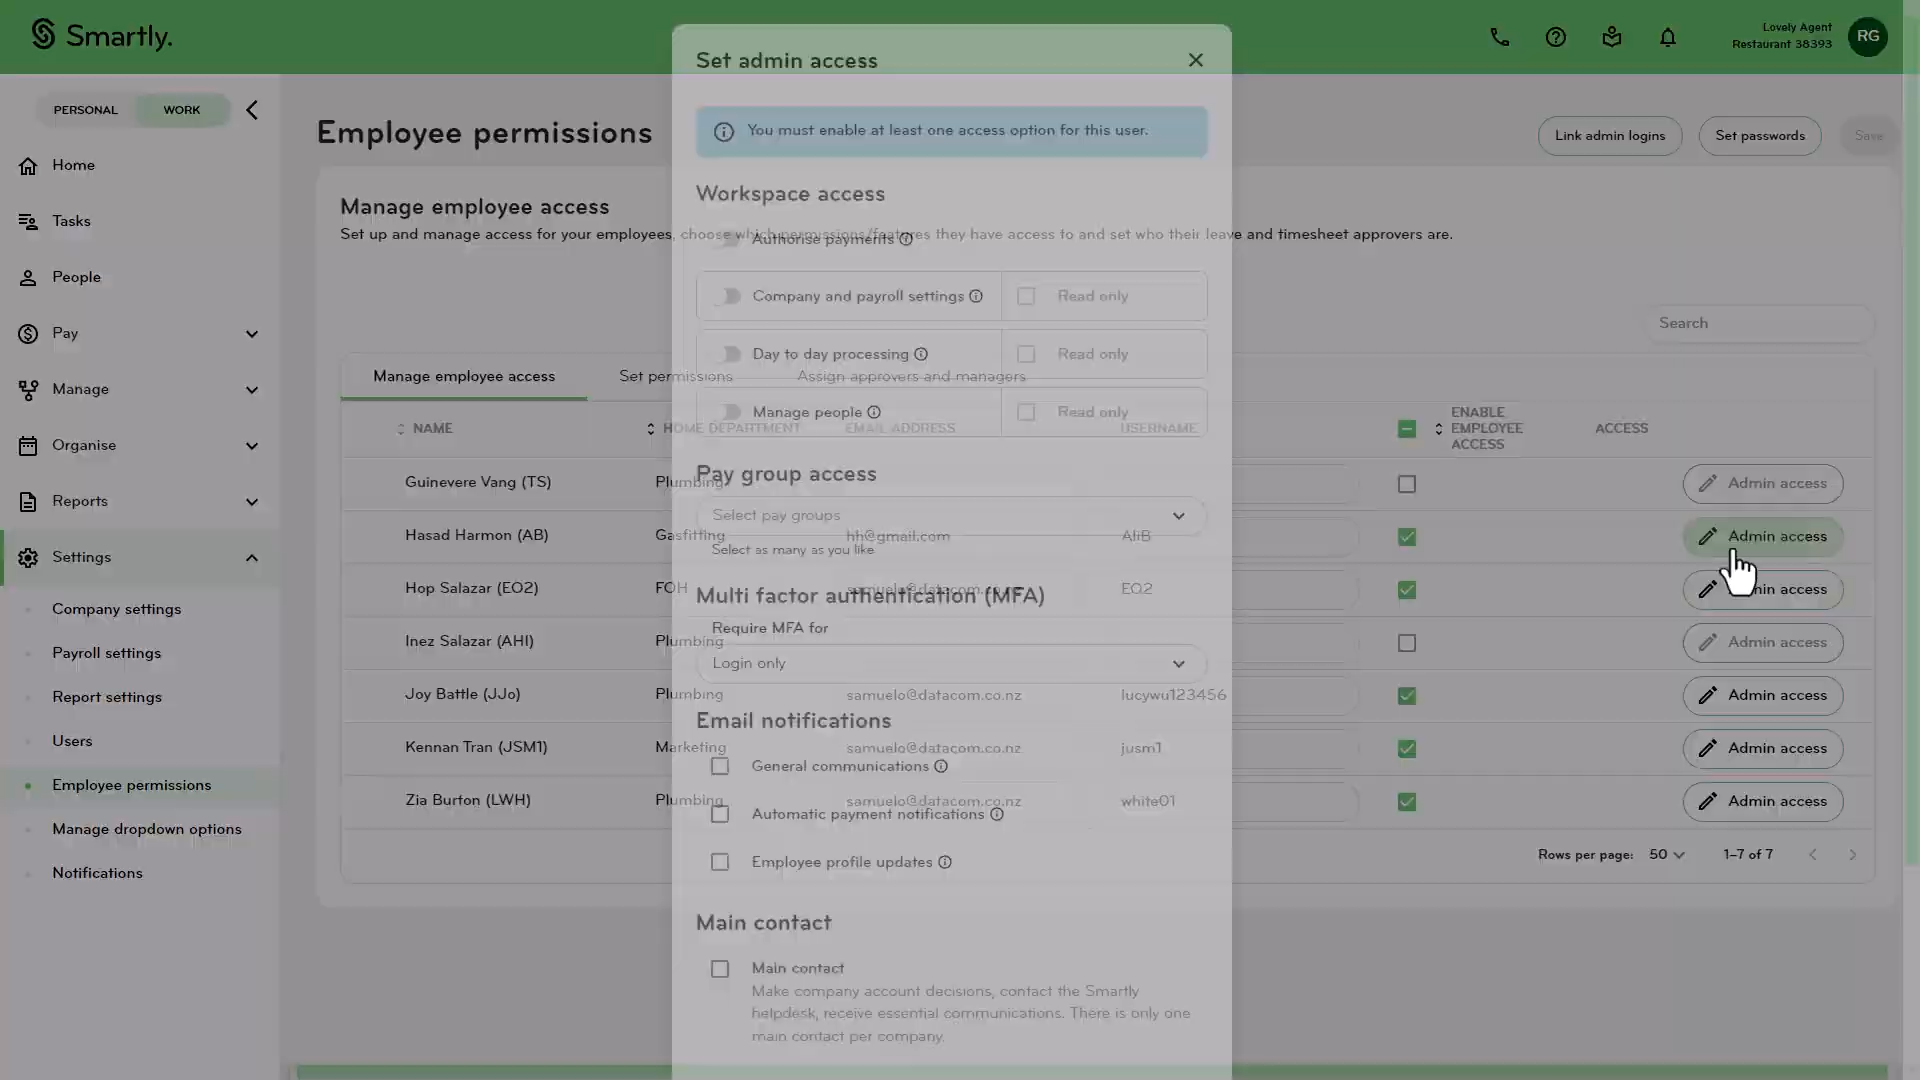 Smartly.
Lovely Agent
Restaurant 38393
RG
PERSONAL
WORK
Home
Tasks
People
Pay
Manage
Organise
Reports
Settings
Company settings
Payroll settings
Report settings
Users
Employee permissions
Manage dropdown options
Notifications
Employee permissions
Link admin logins
Set passwords
Save
Manage employee access
Set up and manage access for your employees, choose which permissions/features they have access to and set who their leave and timesheet approvers are.
Search
Manage employee access
Set permissions
Assign approvers and managers
NAME
HOME DEPARTMENT
EMAIL ADDRESS
USERNAME
ENABLE
EMPLOYEE
ACCESS
ACCESS
Guinevere Vang (TS)
Plumbing
Admin access
Hasad Harmon (AB)
Gasfitting
hh@gmail.com
AliB
Admin access
Hop Salazar (EO2)
FOH
samuelo@datacom.co.nz
EO2
Inez Salazar (AHI)
Plumbing
Admin access
Joy Battle (JJo)
Plumbing
samuelo@datacom.co.nz
lucywu123456
Admin access
Kennan Tran (JSM1)
Marketing
samuelo@datacom.co.nz
jusm1
Admin access
Zia Burton (LWH)
Plumbing
samuelo@datacom.co.nz
white01
Admin access
Rows per page: 50
1-7 of 7
Set admin access
You must enable at least one access option for this user.
Workspace access
Authorise payments
Company and payroll settings
Read only
Day to day processing
Read only
Manage people
Read only
Pay group access
Select pay groups
Select as many as you like
Multi factor authentication (MFA)
Require MFA for
Login only
Email notifications
General communications
Automatic payment notifications
Employee profile updates
Main contact
Main contact
Make company account decisions, contact the Smartly
helpdesk, receive essential communications. There is only one
main contact per company.